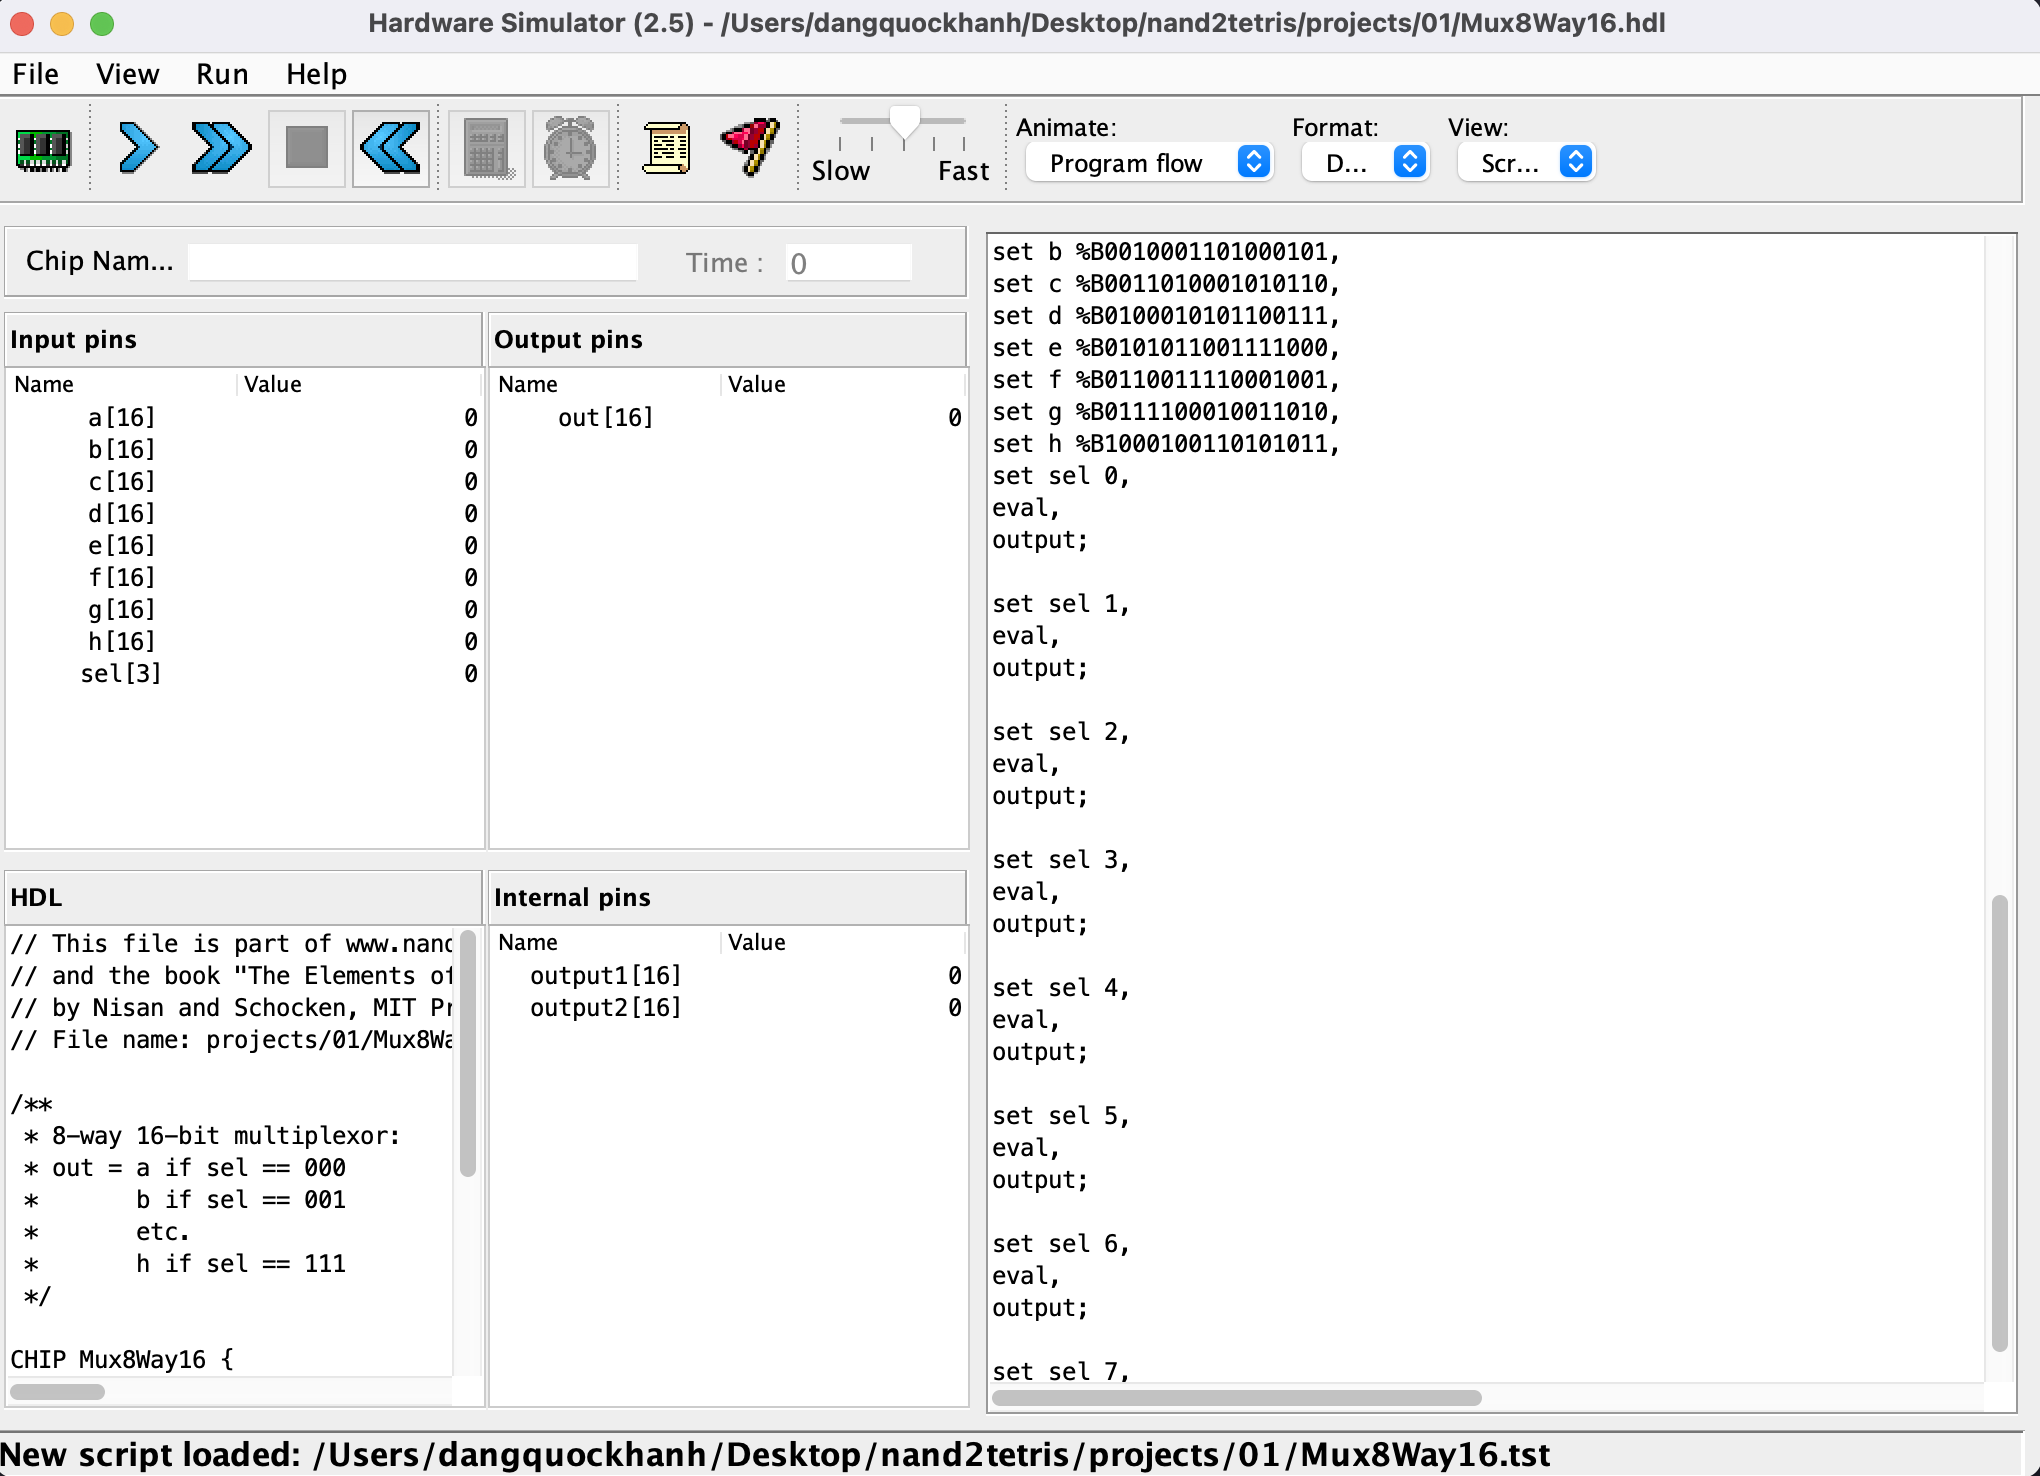 Hardware Simulator (2.5) - /Users/dangquockhanh/Desktop/nand2tetris/projects/01/Mux8Way16.hdl
File View Run Help
Slow Fast
Animate: Format: View:
Program flow D... Scr...
Chip Nam... Time : 0
Input pins
Name Value
a[16] 0
b[16] 0
c[16] 0
d[16] 0
e[16] 0
f[16] 0
g[16] 0
h[16] 0
sel[3] 0
Output pins
Name Value
out[16] 0
HDL
// This file is part of www.nand
// and the book "The Elements of
// by Nisan and Schocken, MIT Pr
// File name: projects/01/Mux8Wa
/**
* 8-way 16-bit multiplexor:
* out = a if sel == 000
* b if sel == 001
* etc.
* h if sel == 111
*/
CHIP Mux8Way16 {
Internal pins
Name Value
output1[16] 0
output2[16] 0
set b %B0010001101000101,
set c %B0011010001010110,
set d %B0100010101100111,
set e %B0101011001111000,
set f %B0110011110001001,
set g %B0111100010011010,
set h %B1000100110101011,
set sel 0,
eval,
output;
set sel 1,
eval,
output;
set sel 2,
eval,
output;
set sel 3,
eval,
output;
set sel 4,
eval,
output;
set sel 5,
eval,
output;
set sel 6,
eval,
output;
set sel 7,
New script loaded: /Users/dangquockhanh/Desktop/nand2tetris/projects/01/Mux8Way16.tst